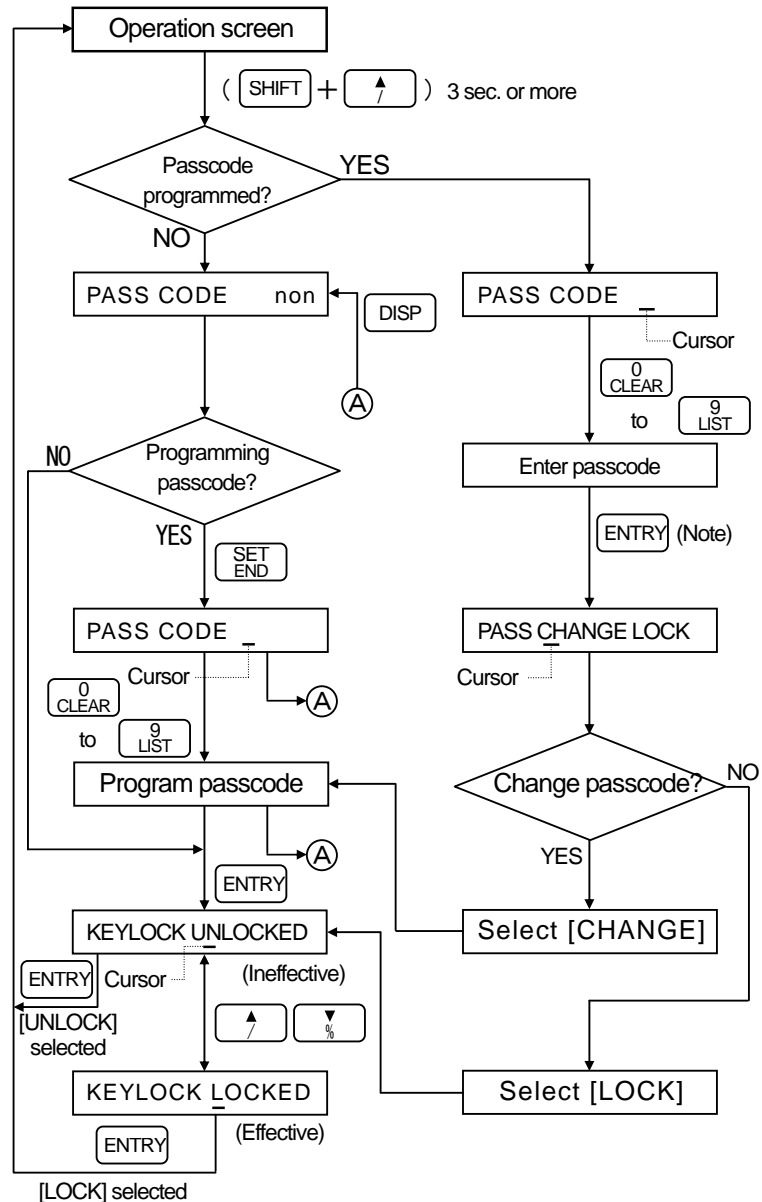 Operation screen
( SHIFT + ▲ / ) 3 sec. or more
Passcode
programmed?
YES
NO
PASS CODE non
DISP
PASS CODE
Cursor
Ⓐ
0
CLEAR
to
9
LIST
NO
Programming
passcode?
Enter passcode
YES
SET
END
ENTRY (Note)
PASS CODE
PASS CHANGE LOCK
Cursor
Ⓐ
Cursor
0
CLEAR
to
9
LIST
Program passcode
Change passcode?
NO
Ⓐ
YES
ENTRY
KEYLOCK UNLOCKED
Select [CHANGE]
ENTRY
Cursor
(Ineffective)
[UNLOCK]
selected
▲
/
▼
%
KEYLOCK LOCKED
Select [LOCK]
ENTRY
(Effective)
[LOCK] selected